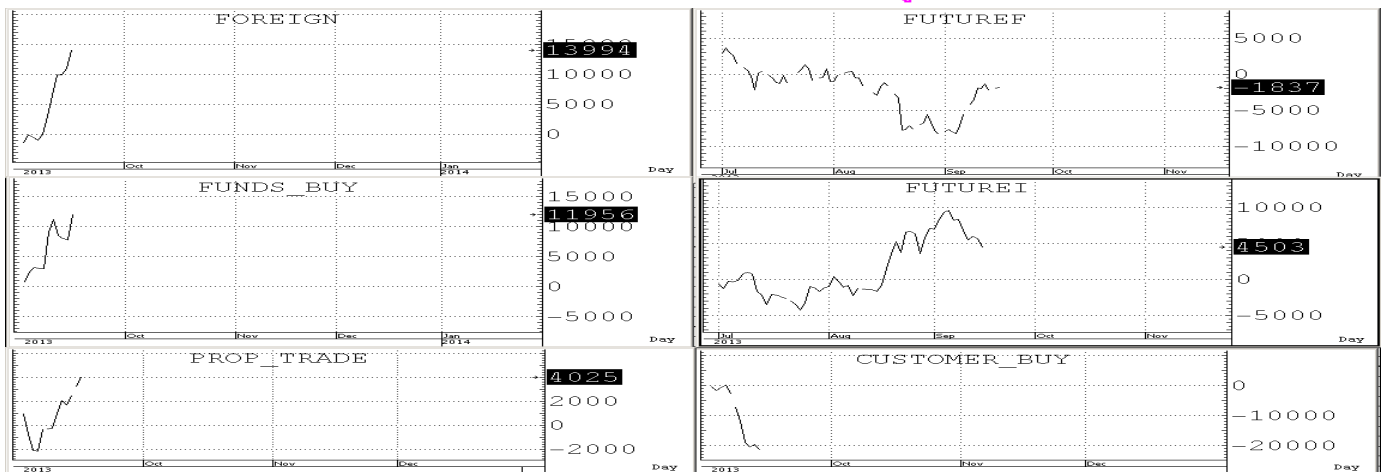 FOREIGN
13994
10000
5000
0
2013
Oct
Nov
Dec
Jan
2014
Day
FUTUREF
5000
0
-1837
-5000
-10000
Jul
Aug
Sep
Oct
Nov
Day
FUNDS_BUY
15000
11956
10000
5000
0
-5000
2013
Oct
Nov
Dec
Jan
2014
Day
FUTUREI
10000
4503
0
-5000
Jul
2013
Aug
Sep
Oct
Nov
Day
PROP_TRADE
4025
2000
0
-2000
2013
Oct
Nov
Dec
Day
CUSTOMER_BUY
0
-10000
-20000
2013
Oct
Nov
Dec
Day